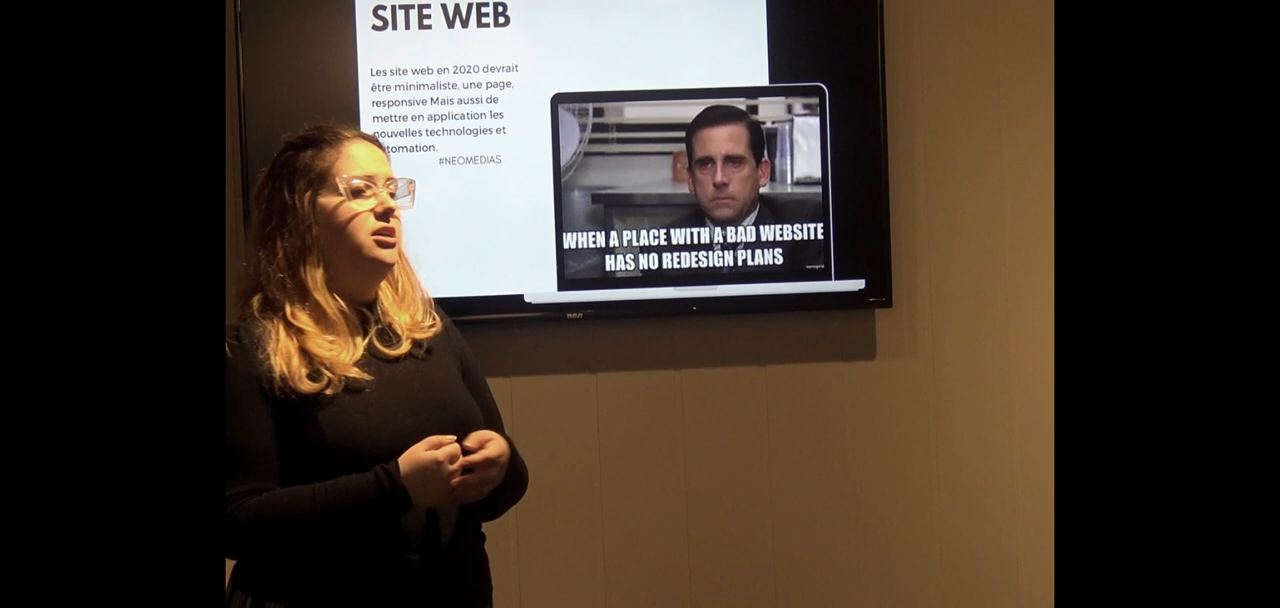 SITE WEB
Les site web en 2020 devrait
être minimaliste, une page,
responsive Mais aussi de
mettre en application les
nouvelles technologies et
#NEOMEDIAS
WHEN A PLACE WITH A BAD WEBSITE
HAS NO REDESIGN PLANS
RCA